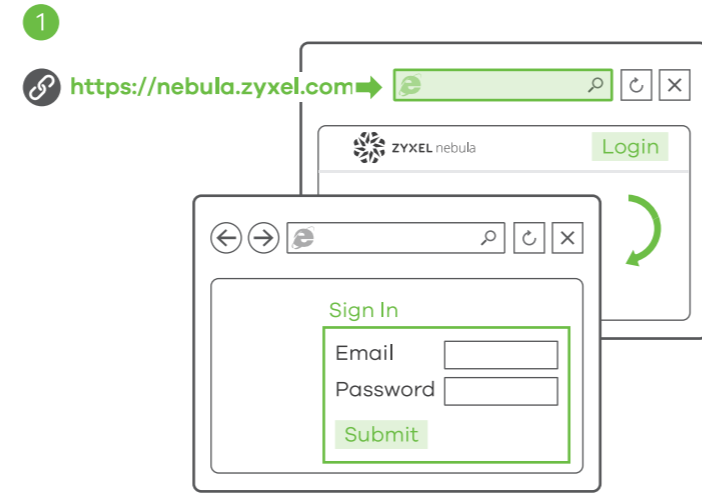 1
https://nebula.zyxel.com
ZYXEL nebula
Login
Sign In
Email
Password
Submit